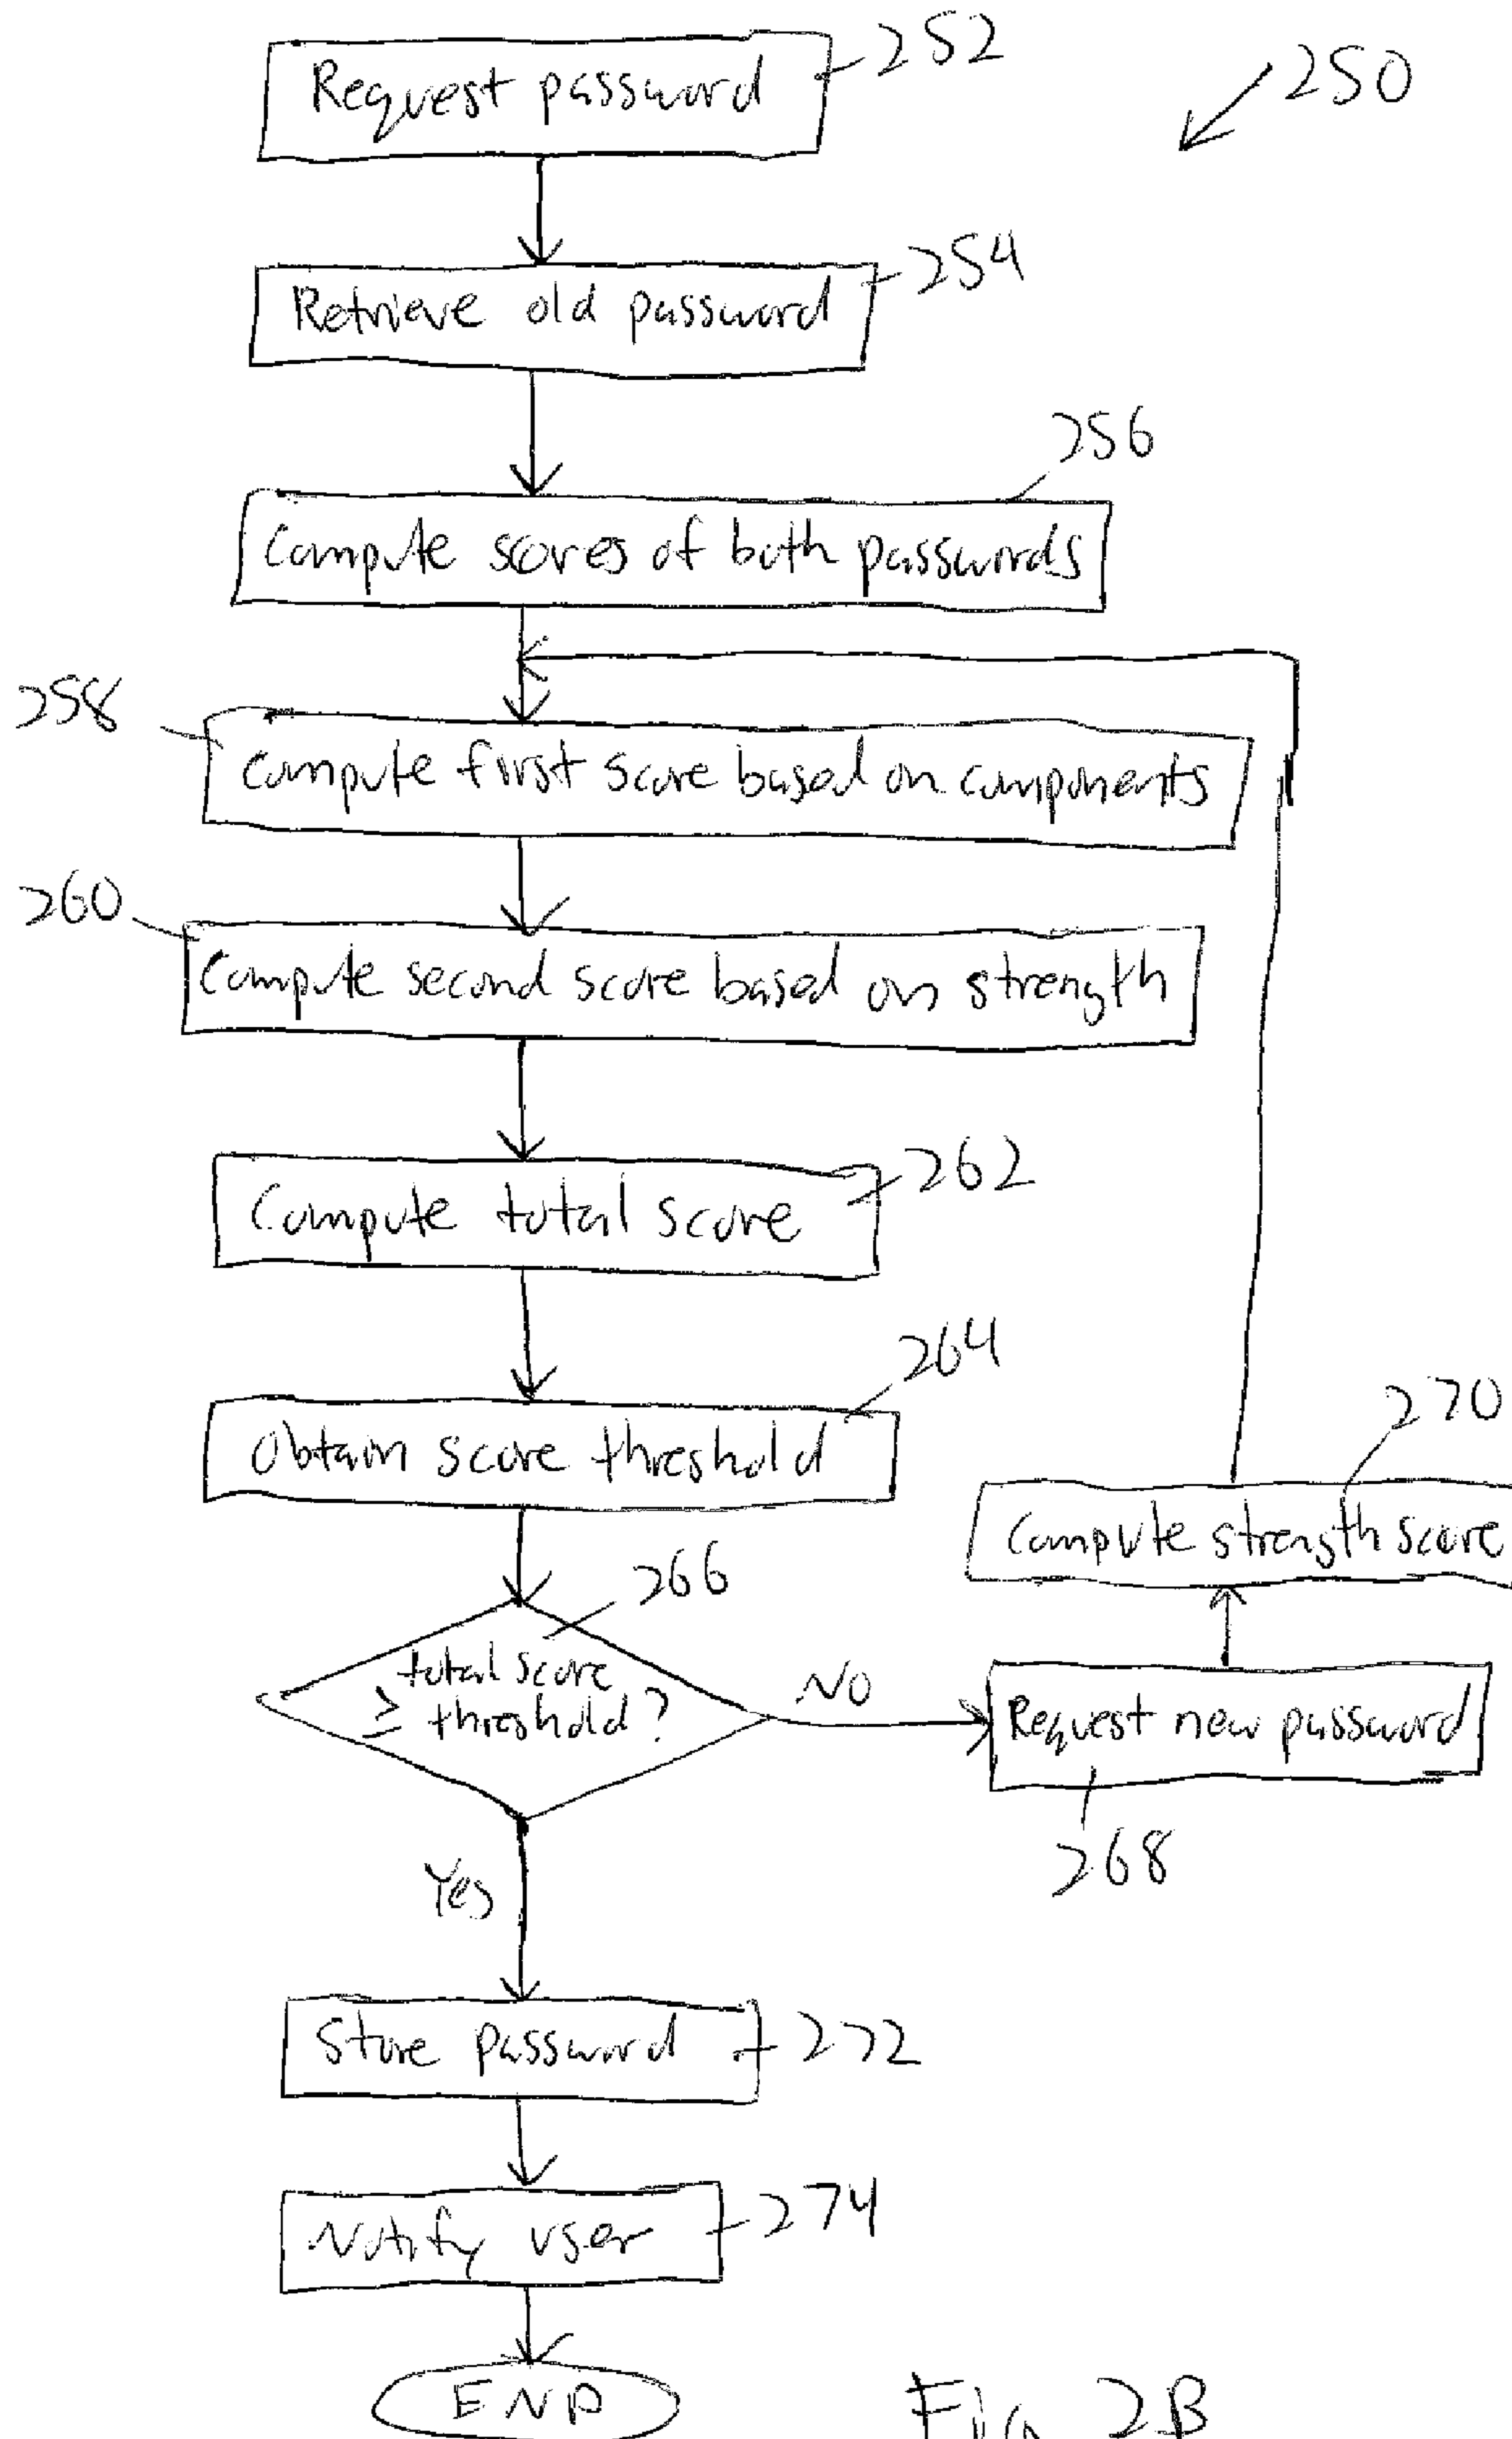 Request password
252
250
Retrieve old password
254
256
Compute scores of both passwords
258
Compute first score based on components
260
Compute second score based on strength
Compute total score
262
264
Obtain score threshold
270
Compute strength score
266
total score
≥ threshold?
No
Request new password
268
Yes
Store password
272
Notify user
274
END
Fig 2B